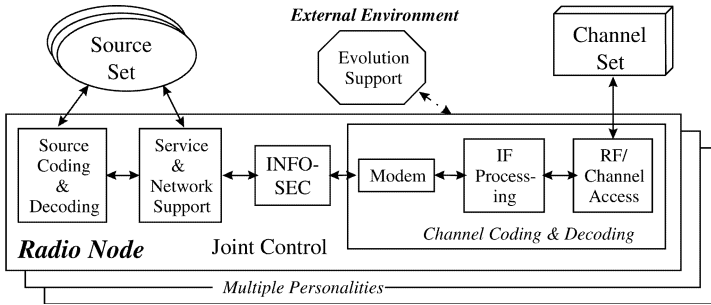 External Environment
Source
Set
Evolution
Support
Channel
Set
Source
Coding
&
Decoding
Service
&
Network
Support
INFO-
SEC
Modem
IF
Process-
ing
RF/
Channel
Access
Channel Coding & Decoding
Radio Node
Joint Control
Multiple Personalities